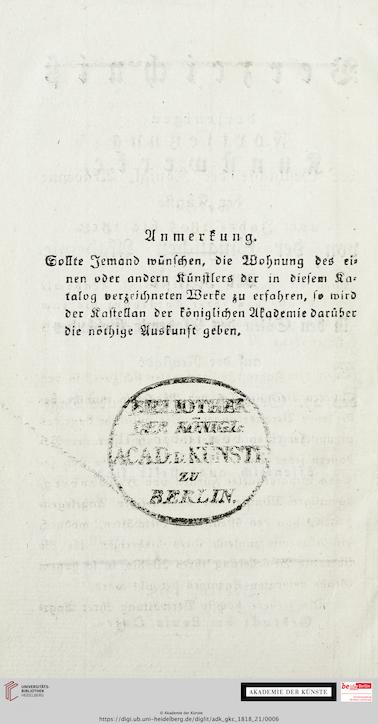 Anmerkung.
Sollte Jemand wünschen, die Wohnung des ei-
nen oder andern Künstlers der in diesem Ka-
talog verzeichneten Werke zu erfahren, so wird
der Kastellan der königlichen Akademie darüber
die nöthige Auskunft geben.
BIBLIOTHEK
DER KÖNIGL:
ACAD: D. KÜNSTE
ZU
BERLIN.
UNIVERSITÄTS-
BIBLIOTHEK
HEIDELBERG
AKADEMIE DER KÜNSTE
© Akademie der Künste
https://digi.ub.uni-heidelberg.de/diglit/adk_gkc_1818_21/0006